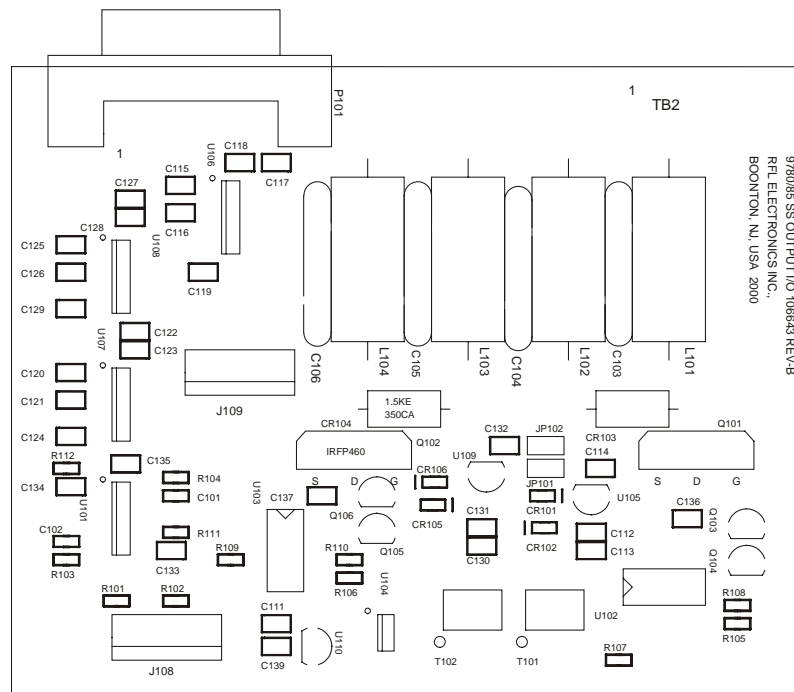 P101
1
TB2
1
9780/85 SS OUTPUT I/O 106643 REV-B
RFL ELECTRONICS INC.,
BOONTON, NJ, USA 2000
C118
C117
U106
C115
C116
C127
C128
U108
C125
C126
C119
C129
U107
C122
C123
C120
C121
C124
J109
C106
L104
C105
L103
C104
L102
C103
L101
1.5KE
350CA
CR104
Q102
IRFP460
S
D
G
C132
JP102
CR103
Q101
S
D
G
U109
C114
JP101
U105
R112
C134
C135
R104
C101
U101
U103
C137
CR106
CR105
Q106
Q105
CR101
CR102
C131
C130
C112
C113
C136
Q103
Q104
C102
R103
R111
C133
R109
R110
R106
U104
R101
R102
J108
C111
C139
U110
T102
T101
U102
R107
R108
R105